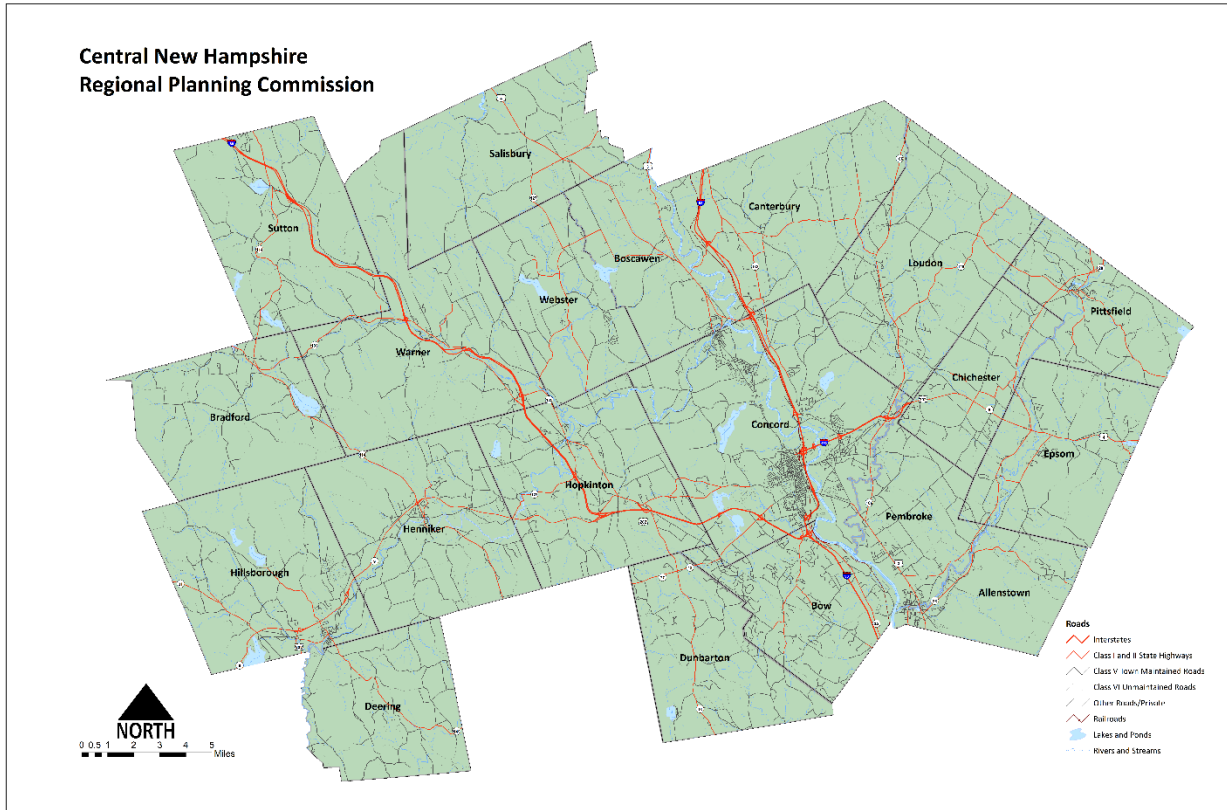 Central New Hampshire
Regional Planning Commission
Salisbury
Canterbury
Sutton
Boscawen
Loudon
Webster
Pittsfield
Warner
Chichester
Bradford
Concord
Epsom
Hopkinton
Henniker
Pembroke
Hillsborough
Allenstown
Bow
Dunbarton
Deering
Roads
Interstates
Class I and II State Highways
Class V Town Maintained Roads
Class VI Unmaintained Roads
Other Roads/Private
Railroads
Lakes and Ponds
Rivers and Streams
NORTH
0 0.5 1 2 3 4 5
Miles